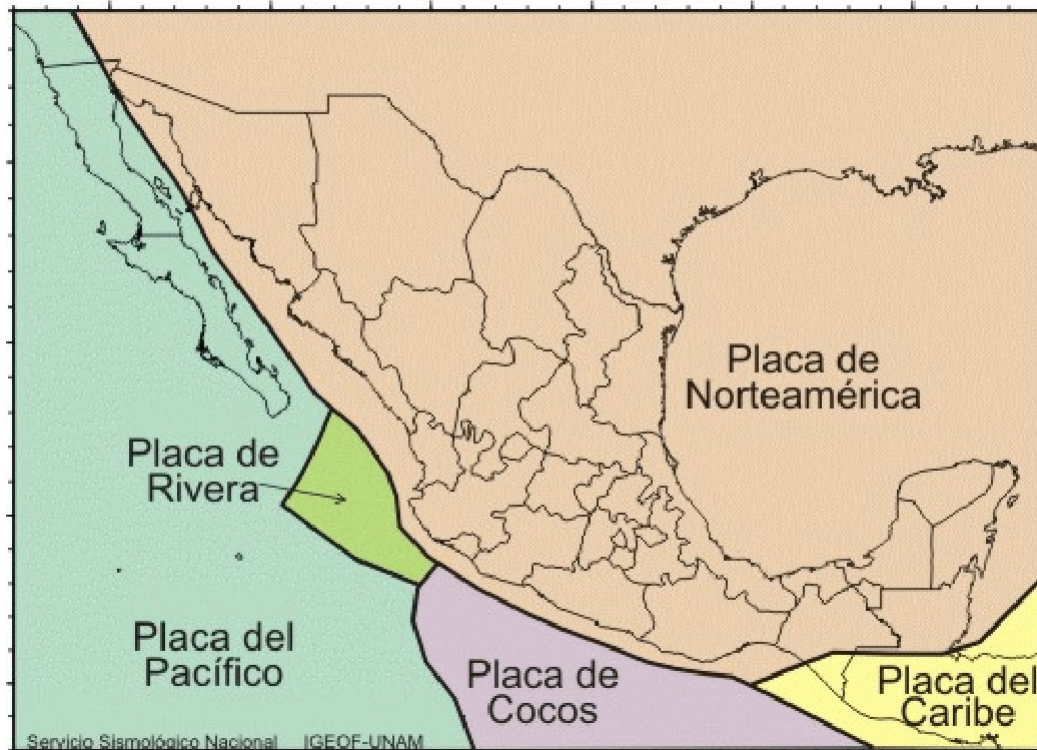 Placa de
Norteamérica
Placa de
Rivera
Placa del
Pacífico
Placa de
Cocos
Placa del
Caribe
Servicio Sismológico Nacional IGEOF-UNAM